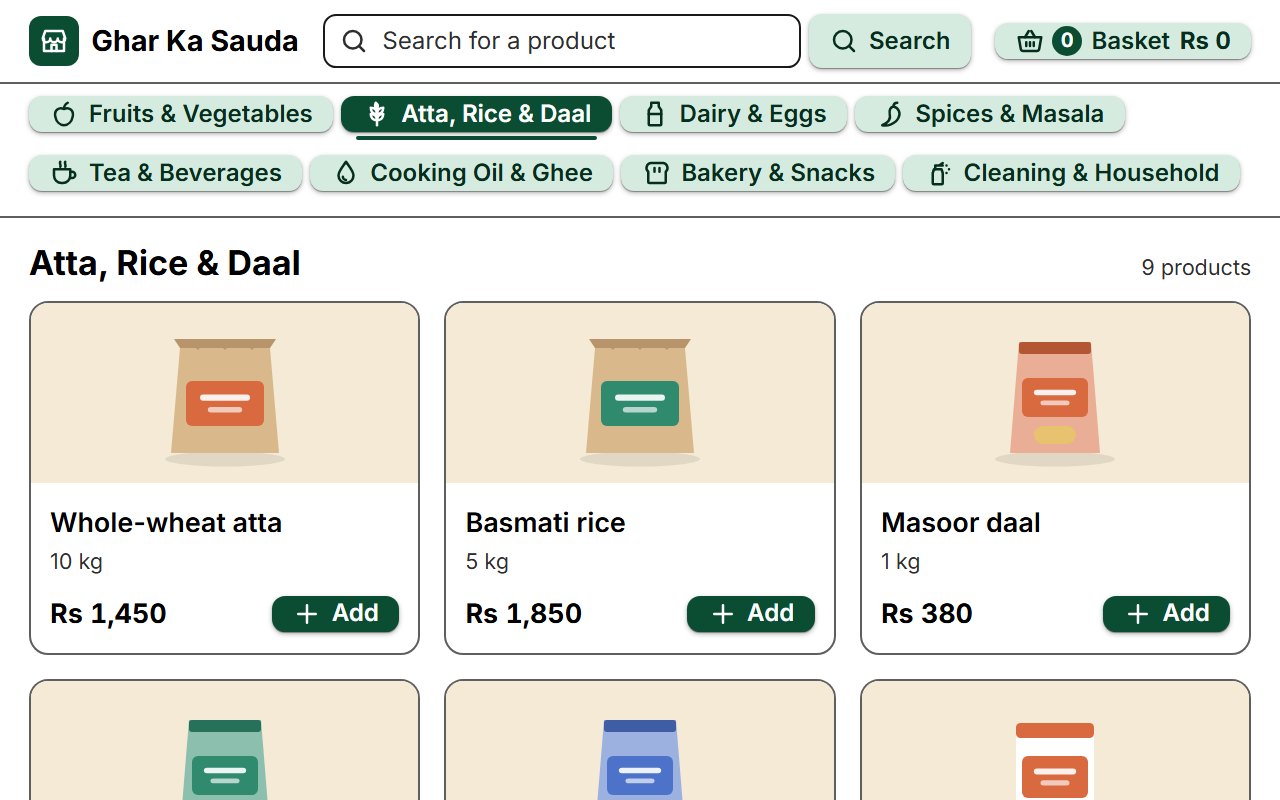 Ghar Ka Sauda
Search for a product
Search
0 Basket Rs 0
Fruits & Vegetables
Atta, Rice & Daal
Dairy & Eggs
Spices & Masala
Tea & Beverages
Cooking Oil & Ghee
Bakery & Snacks
Cleaning & Household
Atta, Rice & Daal
9 products
Whole-wheat atta
10 kg
Rs 1,450
Add
Basmati rice
5 kg
Rs 1,850
Add
Masoor daal
1 kg
Rs 380
Add